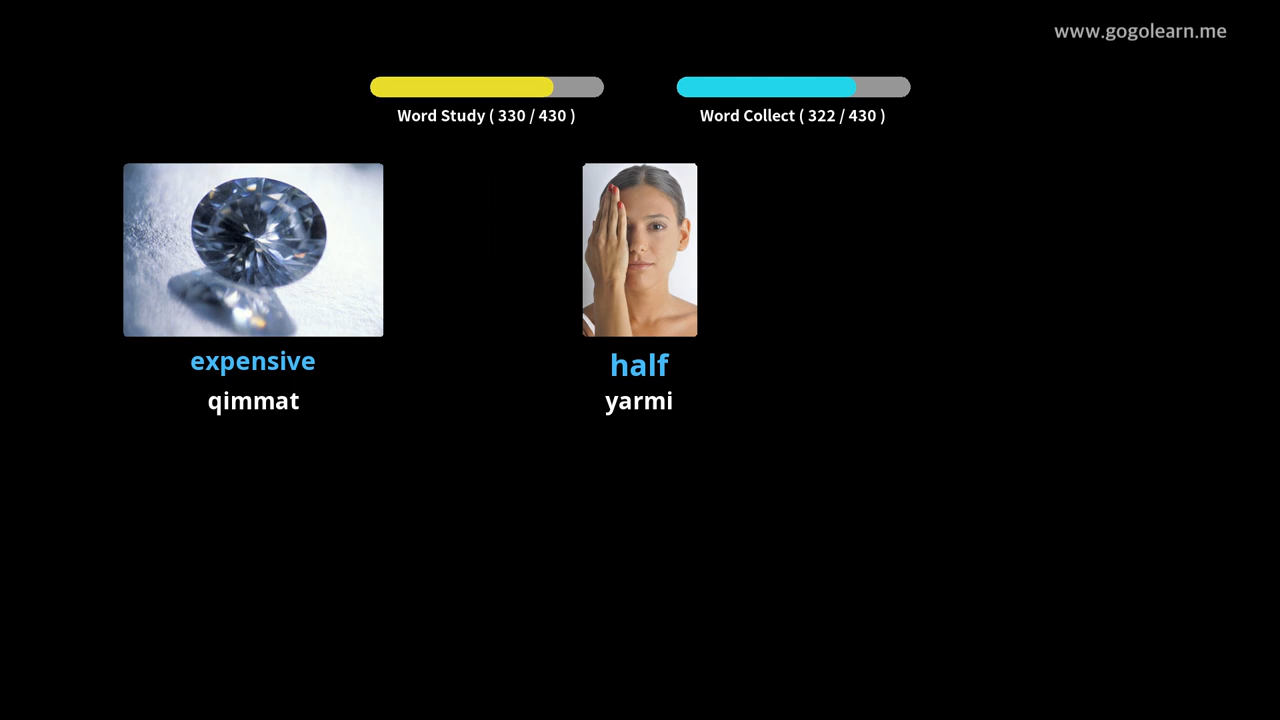 www.gogolearn.me
Word Study ( 330 / 430 )
Word Collect ( 322 / 430 )
expensive
qimmat
half
yarmi